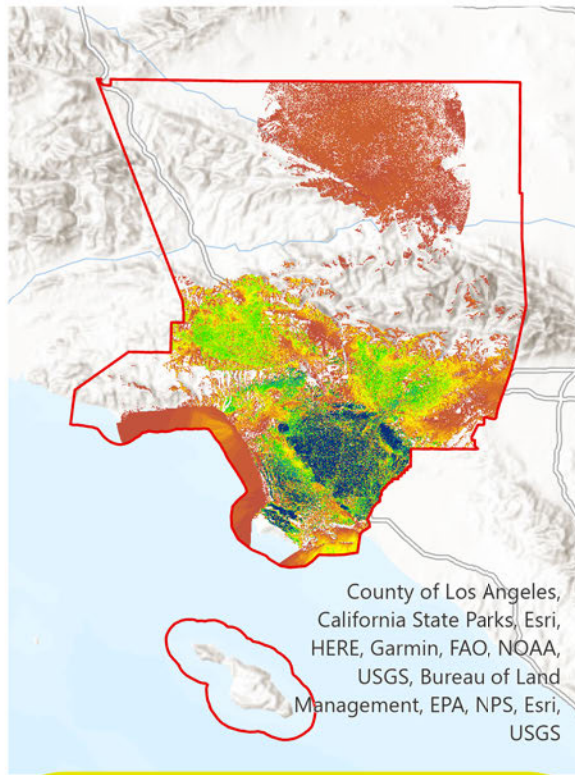 County of Los Angeles,
California State Parks, Esri,
HERE, Garmin, FAO, NOAA,
USGS, Bureau of Land
Management, EPA, NPS, Esri,
USGS